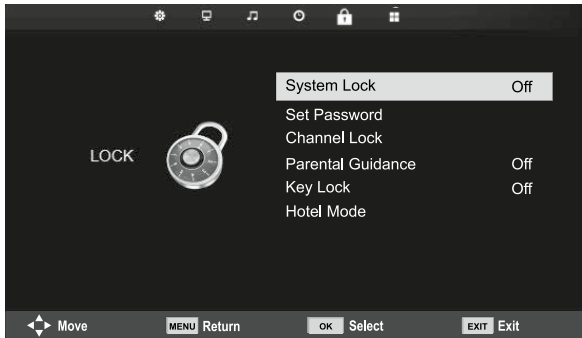 LOCK
System Lock Off
Set Password
Channel Lock
Parental Guidance Off
Key Lock Off
Hotel Mode
Move MENU Return OK Select EXIT Exit